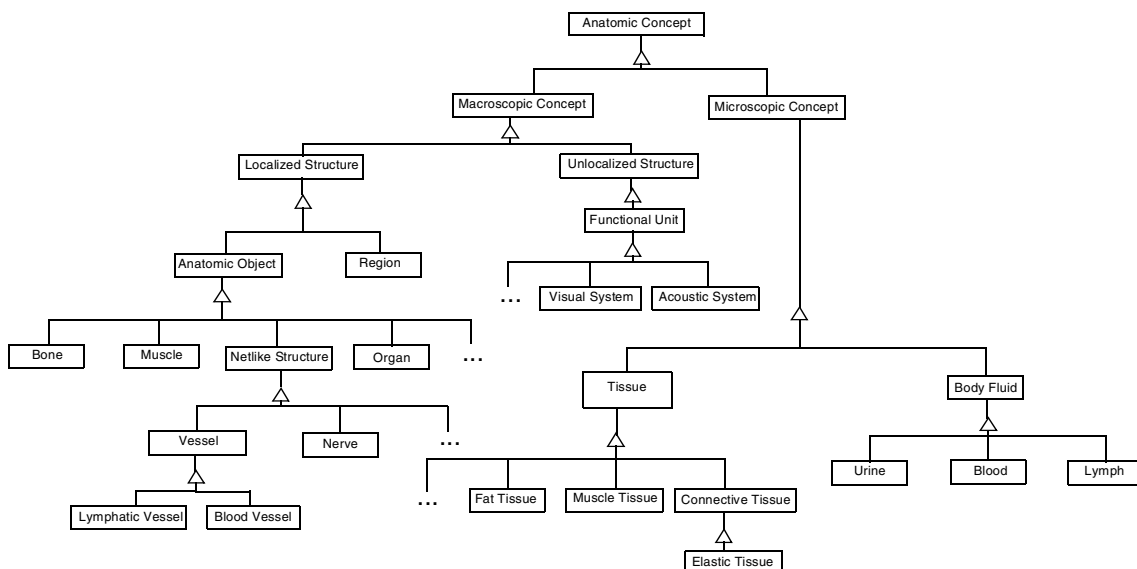 Anatomic Concept
Macroscopic Concept
Microscopic Concept
Localized Structure
Unlocalized Structure
Functional Unit
Anatomic Object
Region
...
Visual System
Acoustic System
Bone
Muscle
Netlike Structure
Organ
...
Tissue
Body Fluid
Vessel
Nerve
...
Urine
Blood
Lymph
...
Fat Tissue
Muscle Tissue
Connective Tissue
Lymphatic Vessel
Blood Vessel
Elastic Tissue